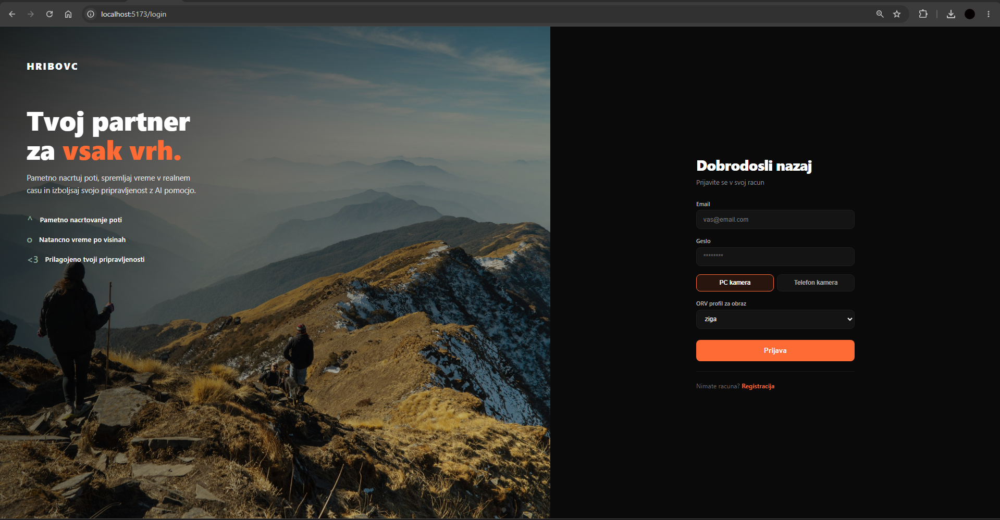 localhost:5173/login
HRIBOVC
Tvoj partner
za vsak vrh.
Pametno nacrtuj poti, spremljaj vreme v realnem
casu in izboljsaj svojo pripravljenost z AI pomocjo.
^ Pametno nacrtovanje poti
o Natancno vreme po visinah
<3 Prilagojeno tvoji pripravljenosti
Dobrodosli nazaj
Prijavite se v svoj racun
Email
vas@email.com
Geslo
********
PC kamera Telefon kamera
ORV profil za obraz
ziga
Prijava
Nimate racuna? Registracija